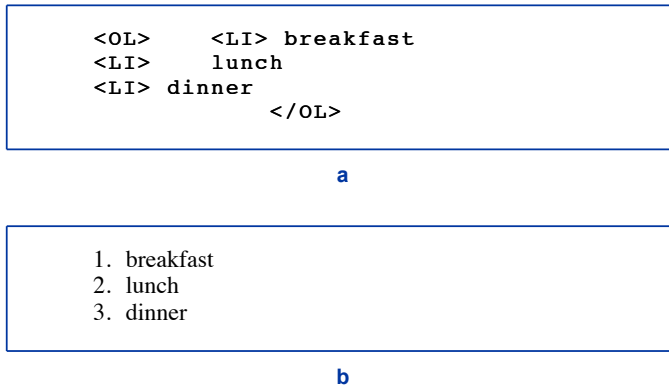 <OL>     <LI> breakfast
<LI>     lunch
<LI> dinner
</OL>
a
1. breakfast
2. lunch
3. dinner
b